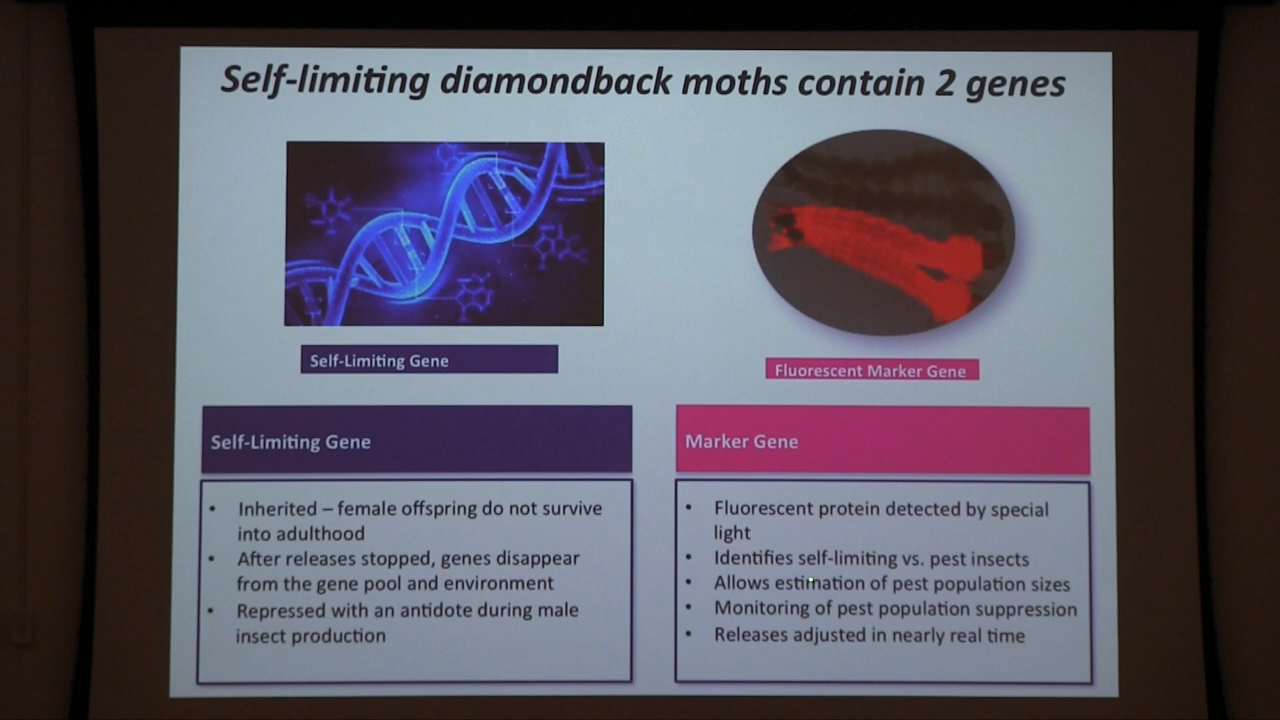 Self-limiting diamondback moths contain 2 genes
Self-Limiting Gene
Fluorescent Marker Gene
Self-Limiting Gene
• Inherited – female offspring do not survive
into adulthood
• After releases stopped, genes disappear
from the gene pool and environment
• Repressed with an antidote during male
insect production
Marker Gene
• Fluorescent protein detected by special
light
• Identifies self-limiting vs. pest insects
• Allows estimation of pest population sizes
• Monitoring of pest population suppression
• Releases adjusted in nearly real time